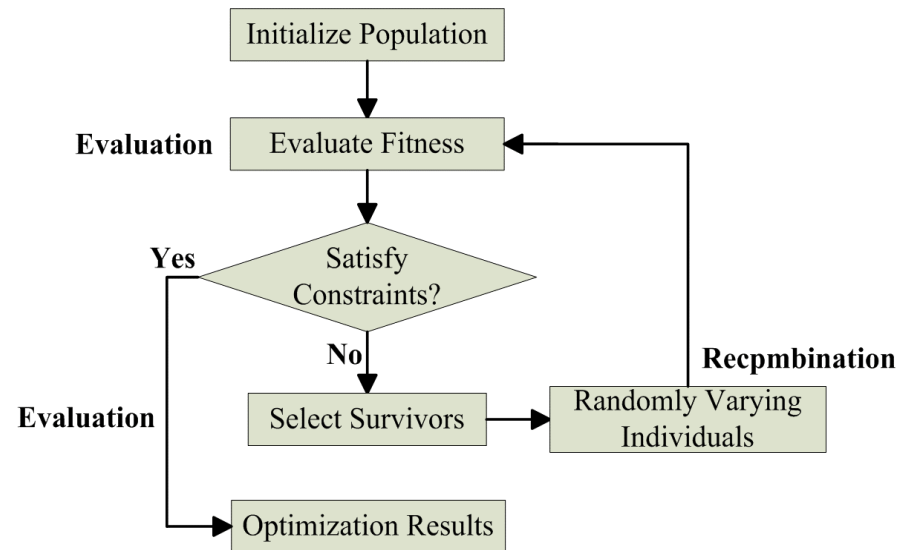 Initialize Population
Evaluation
Evaluate Fitness
Yes
Satisfy
Constraints?
No
Recpmbination
Evaluation
Select Survivors
Randomly Varying
Individuals
Optimization Results